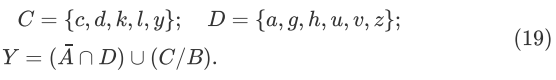 C = {c, d, k, l, y};   D = {a, g, h, u, v, z};
(19)
Y = (Ā ∩ D) ∪ (C/B).